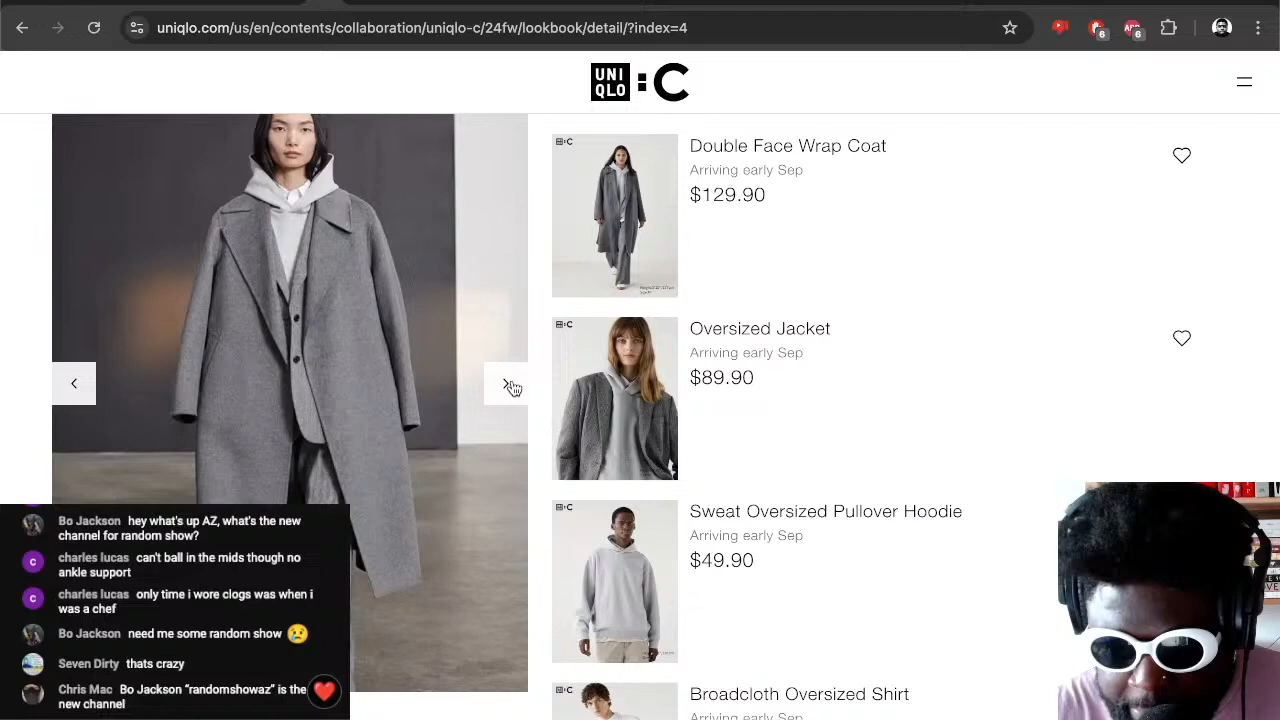 uniqlo.com/us/en/contents/collaboration/uniqlo-c/24fw/lookbook/detail/?index=4
6
6
UNI
QLO
:C
Double Face Wrap Coat
Arriving early Sep
$129.90
Oversized Jacket
Arriving early Sep
$89.90
Sweat Oversized Pullover Hoodie
Arriving early Sep
$49.90
Broadcloth Oversized Shirt
Arriving early Sep
Bo Jackson hey what's up AZ, what's the new
channel for random show?
c charles lucas can't ball in the mids though no
ankle support
c charles lucas only time i wore clogs was when i
was a chef
Bo Jackson need me some random show 😢
Seven Dirty thats crazy
Chris Mac Bo Jackson “randomshowaz” is the
new channel